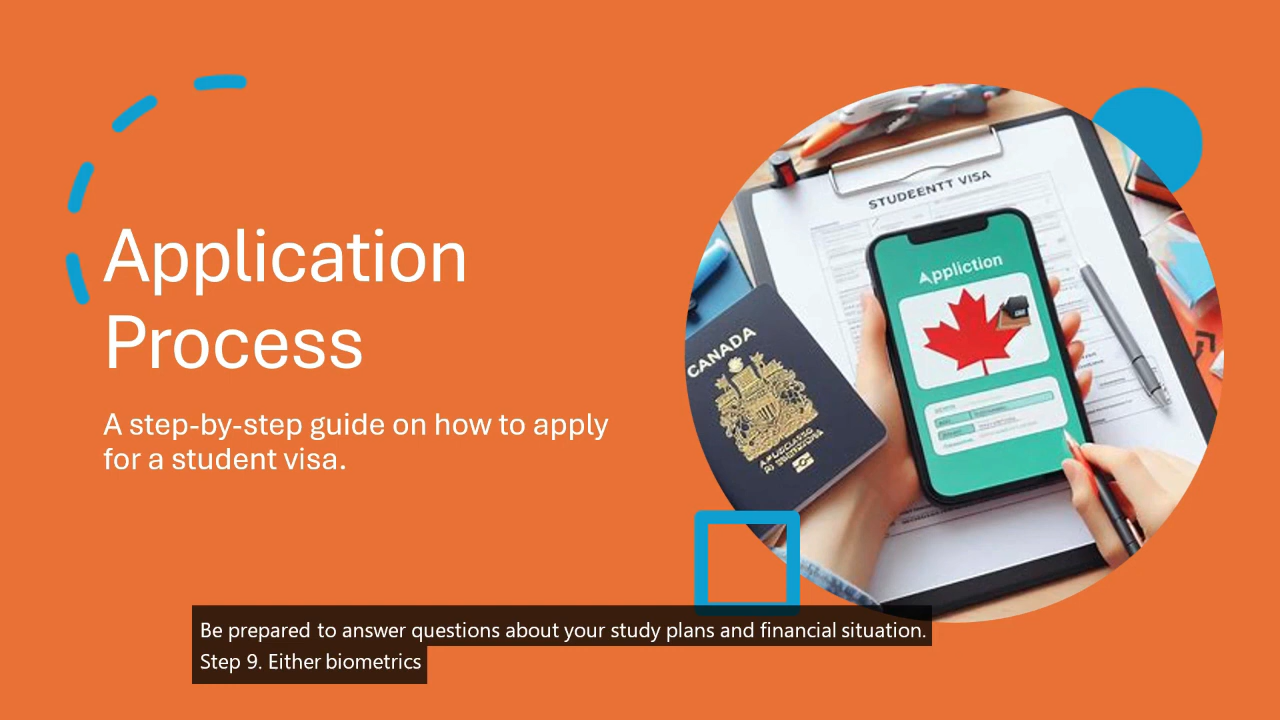 Application
Process
A step-by-step guide on how to apply
for a student visa.
STUDEENTT VISA
Appliction
CANADA
Be prepared to answer questions about your study plans and financial situation.
Step 9. Either biometrics